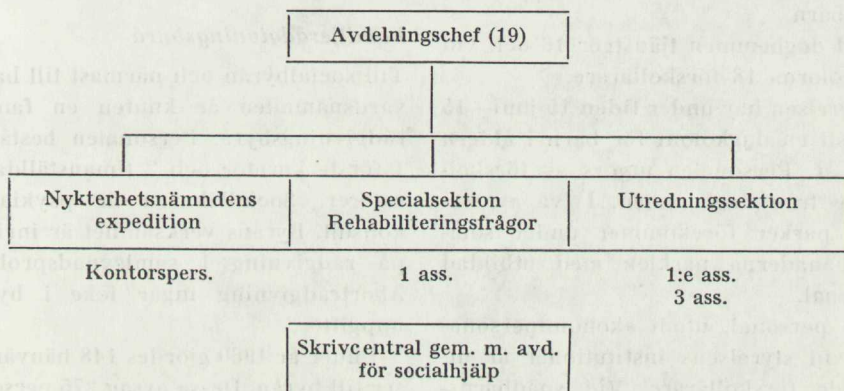 Avdelningschef (19)
Nykterhetsnämndens
expedition
Specialsektion
Rehabiliteringsfrågor
Utredningssektion
Kontorspers.
1 ass.
1:e ass.
3 ass.
Skrivcentral gem. m. avd.
för socialhjälp